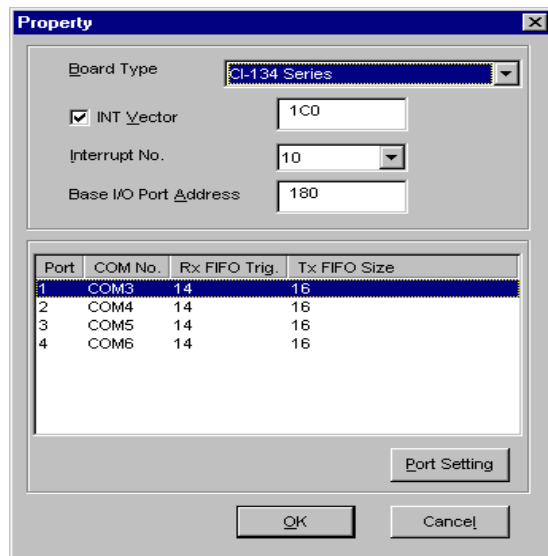 Property
Board Type CI-134 Series
INT Vector 1C0
Interrupt No. 10
Base I/O Port Address 180
Port COM No. Rx FIFO Trig. Tx FIFO Size
1 COM3 14 16
2 COM4 14 16
3 COM5 14 16
4 COM6 14 16
Port Setting
OK Cancel